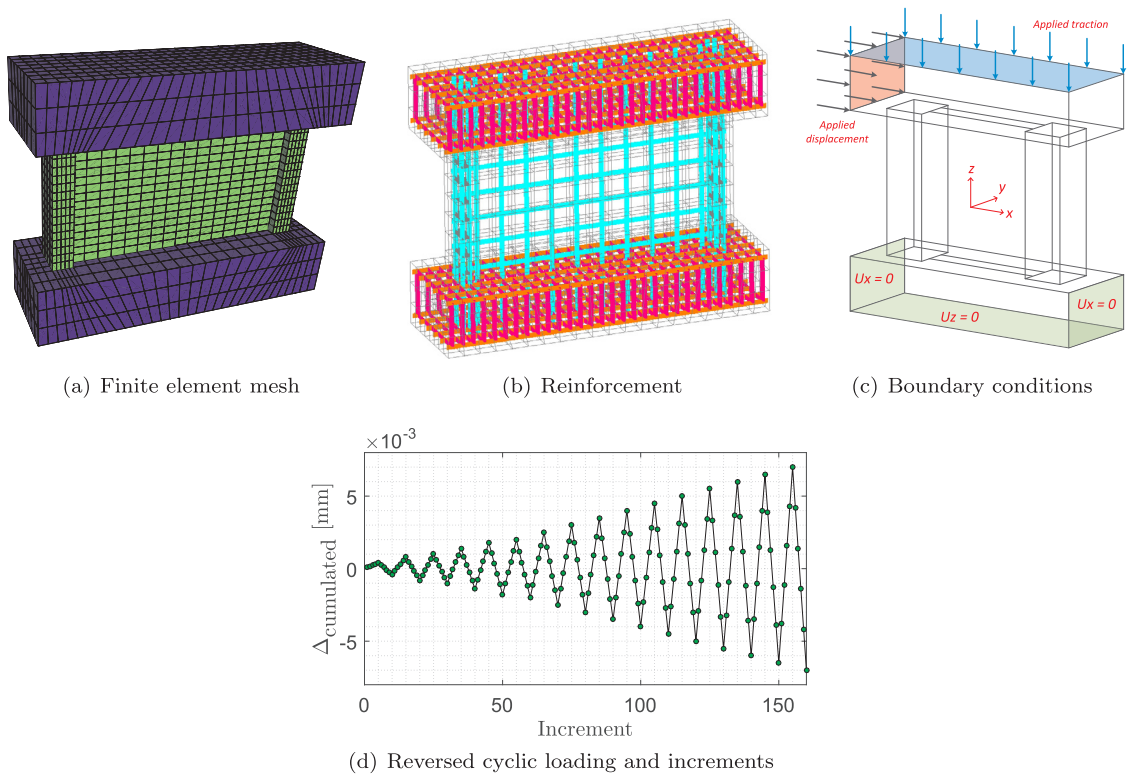 Applied traction
Applied
displacement
z
y
x
Ux = 0
Ux = 0
Uz = 0
(a) Finite element mesh
(b) Reinforcement
(c) Boundary conditions
×10⁻³
Δcumulated [mm]
5
0
-5
0
50
100
150
Increment
(d) Reversed cyclic loading and increments